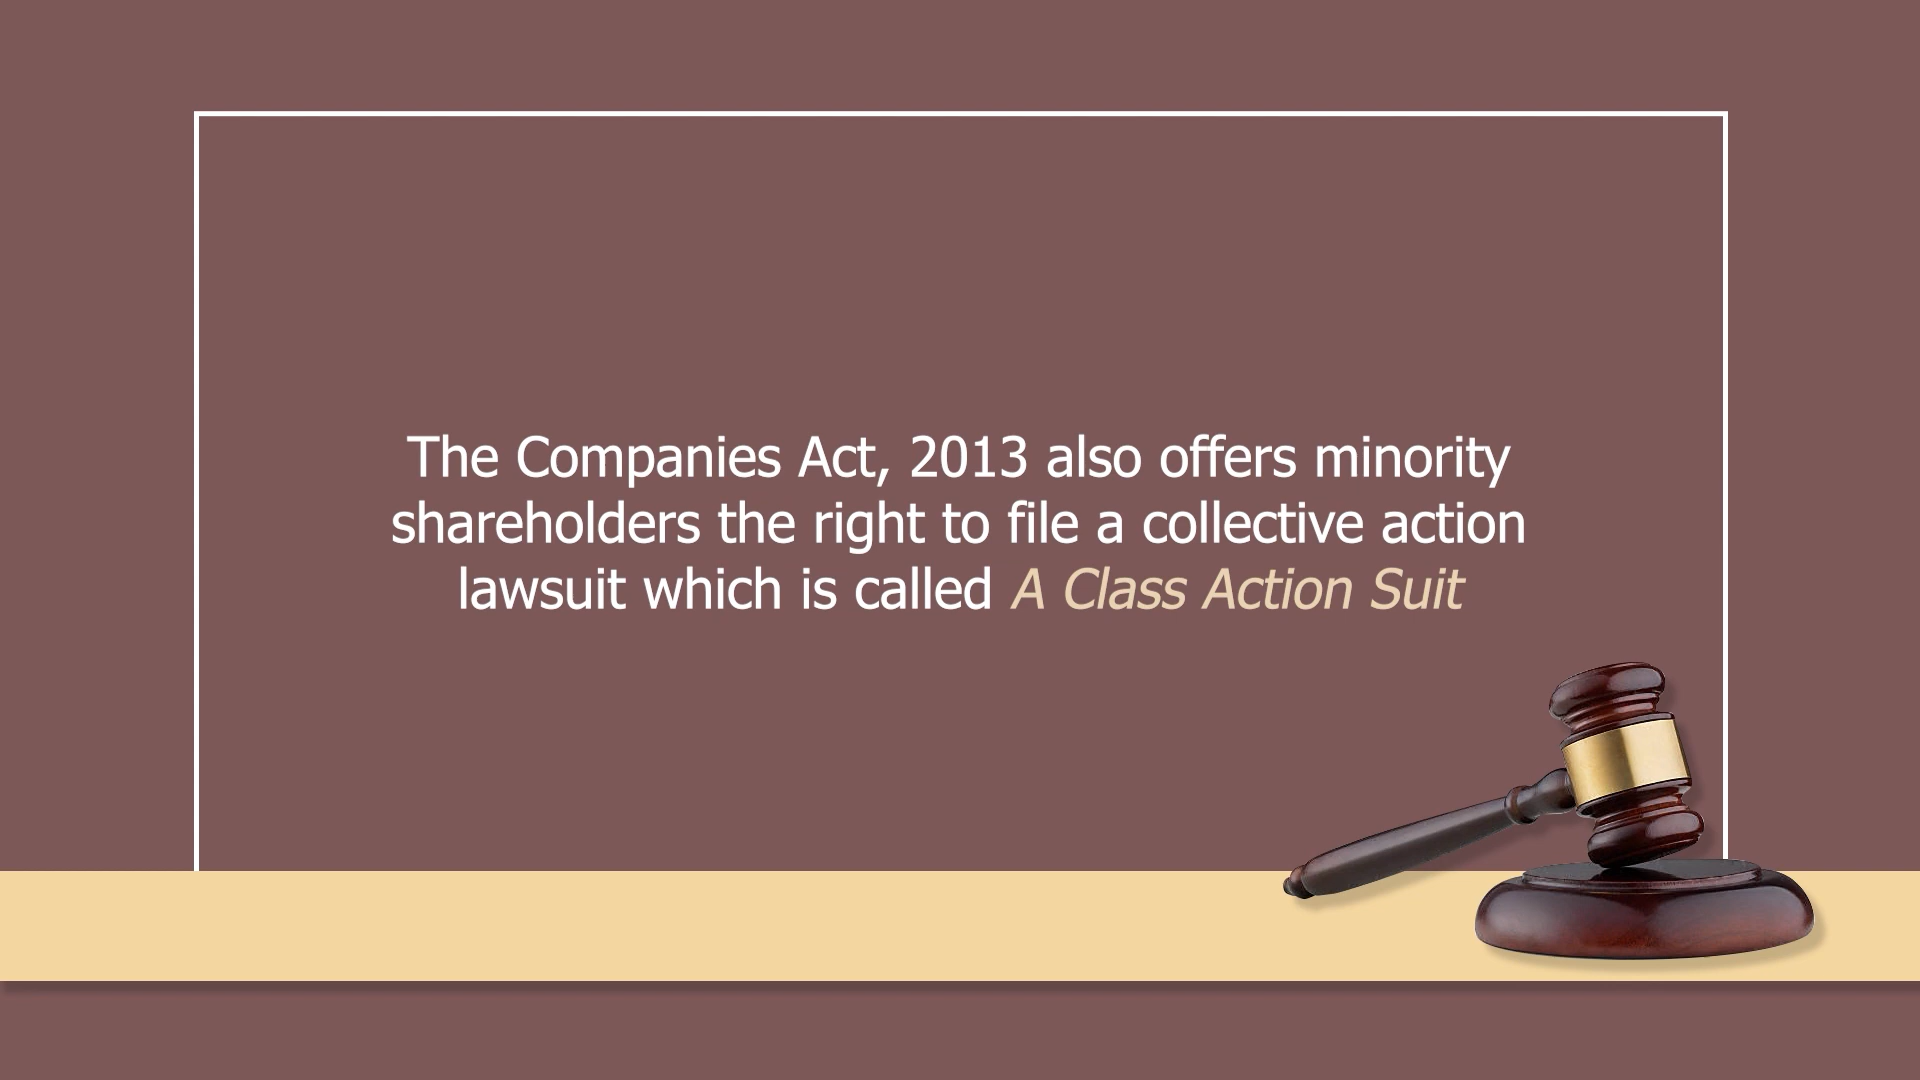 The Companies Act, 2013 also offers minority
shareholders the right to file a collective action
lawsuit which is called A Class Action Suit